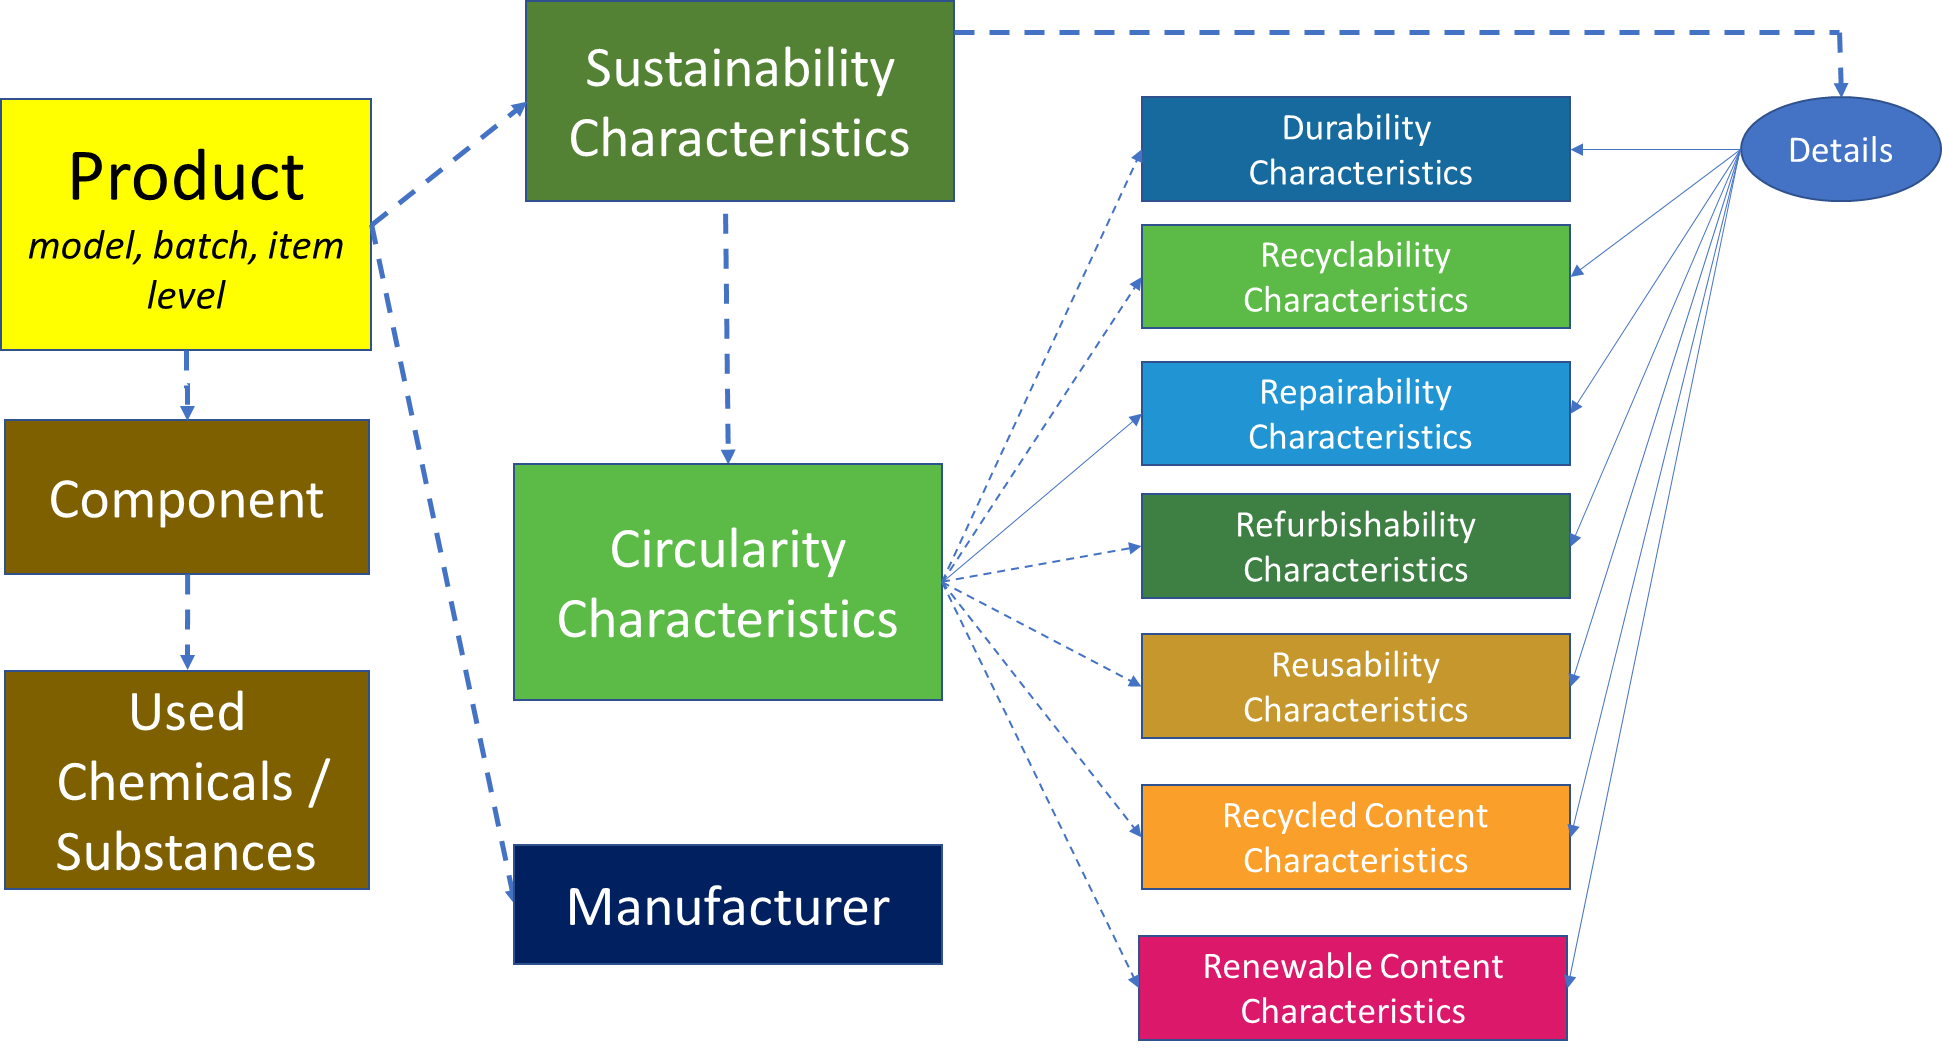 Product
model, batch, item
level
Component
Used
Chemicals /
Substances
Sustainability
Characteristics
Circularity
Characteristics
Manufacturer
Durability
Characteristics
Recyclability
Characteristics
Repairability
Characteristics
Refurbishability
Characteristics
Reusability
Characteristics
Recycled Content
Characteristics
Renewable Content
Characteristics
Details